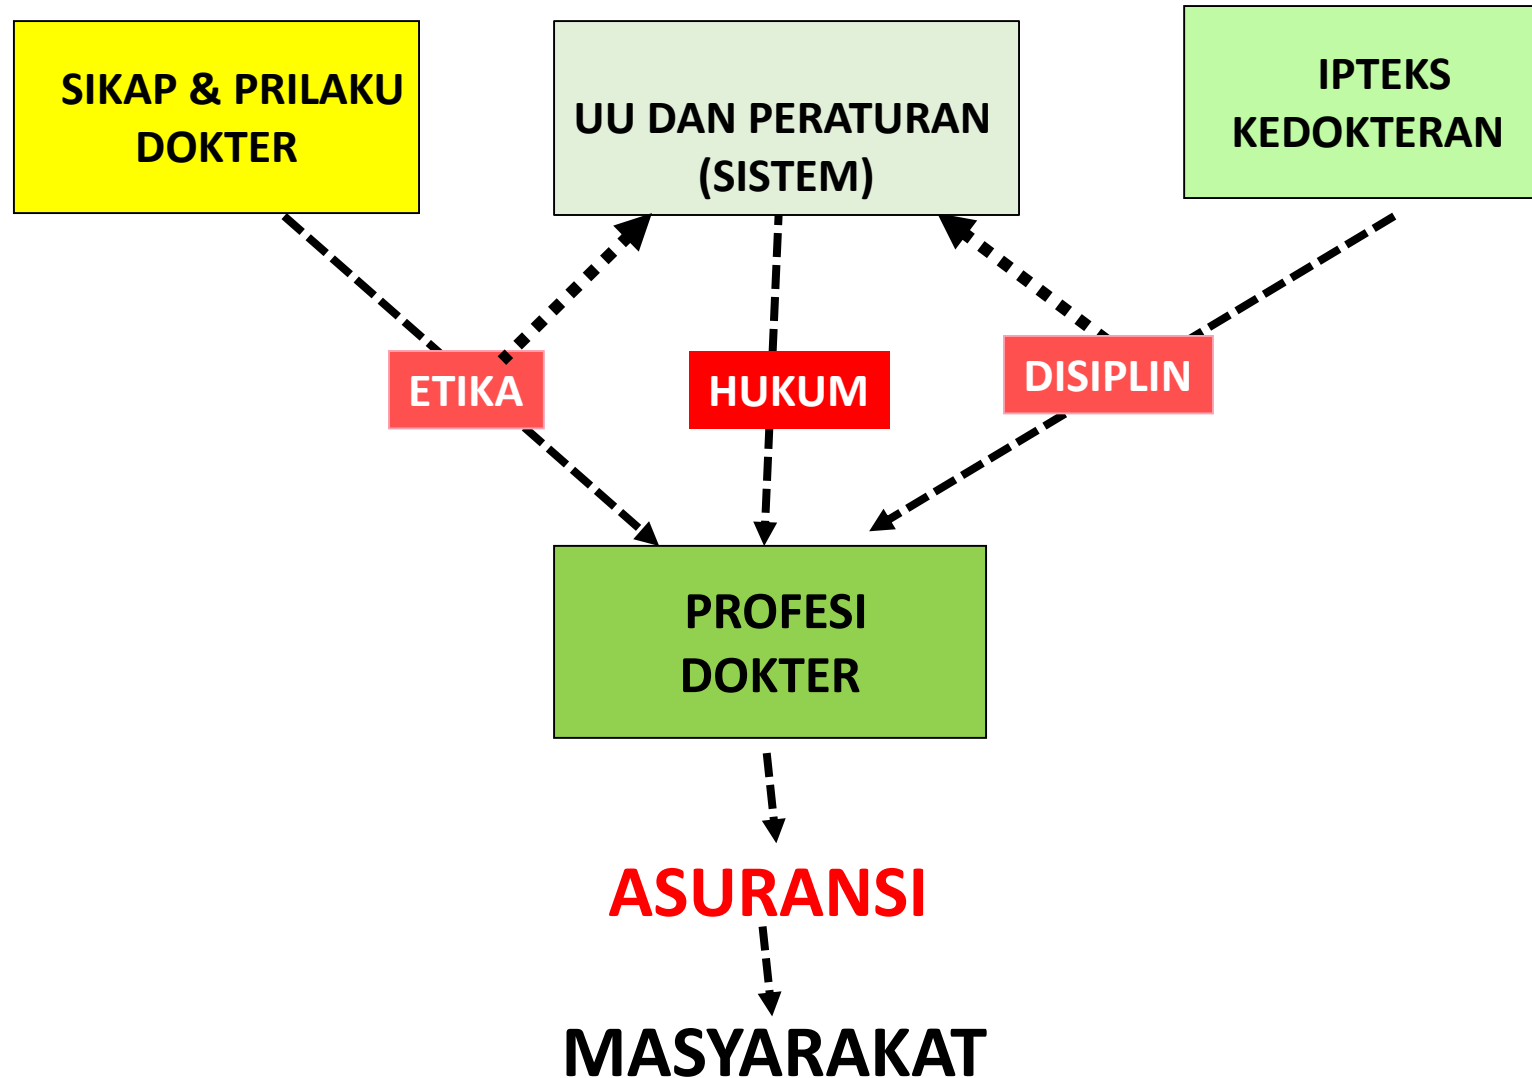 SIKAP & PRILAKU
DOKTER
UU DAN PERATURAN
(SISTEM)
IPTEKS
KEDOKTERAN
ETIKA
HUKUM
DISIPLIN
PROFESI
DOKTER
ASURANSI
MASYARAKAT